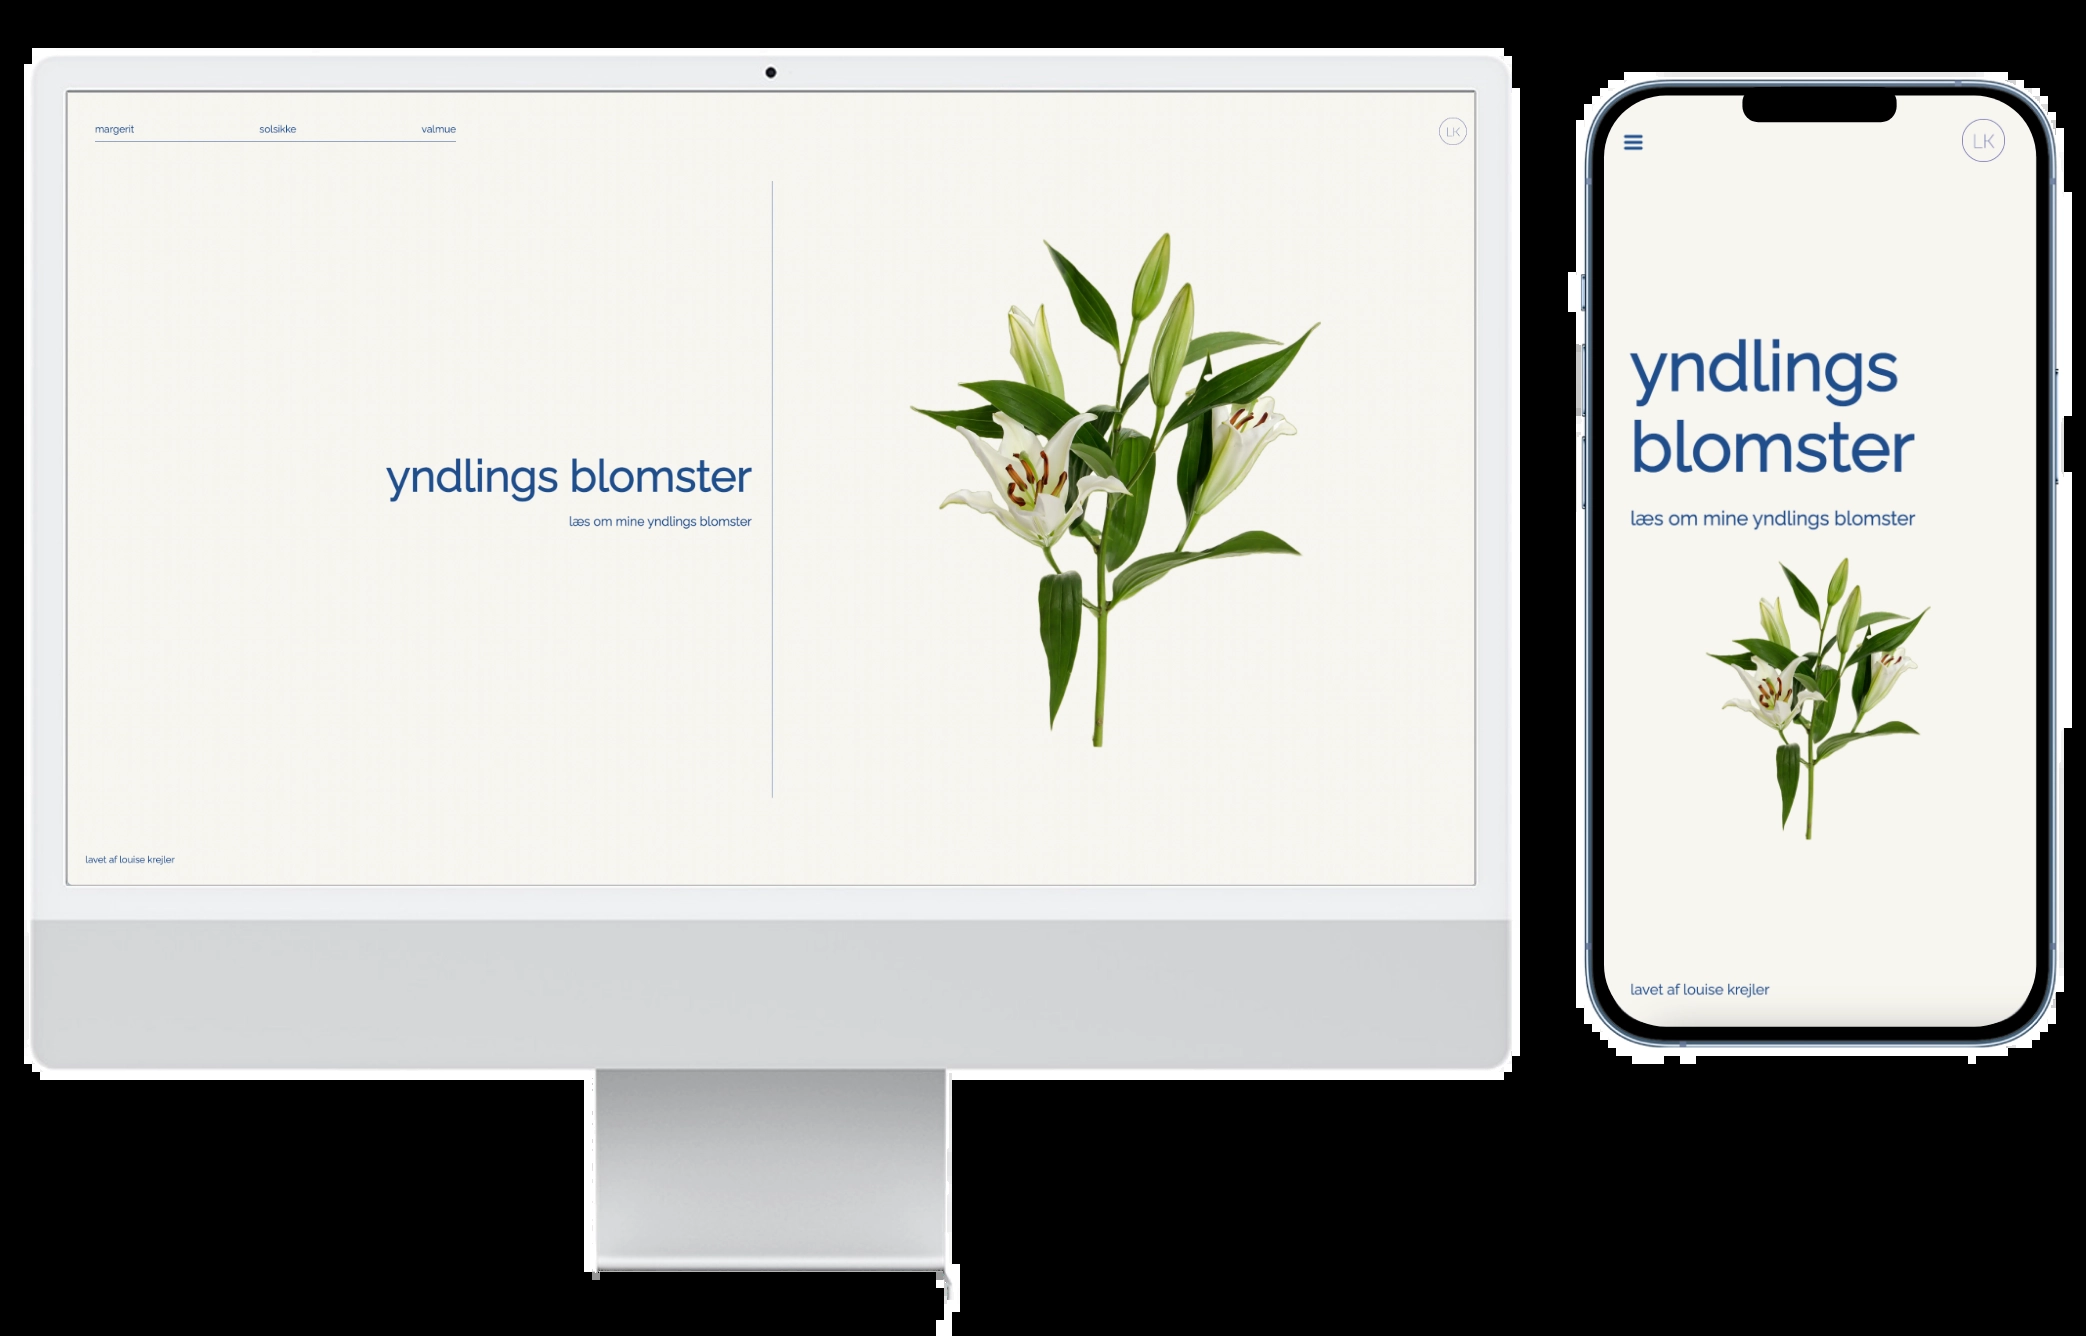 margerit solsikke valmue
LK
yndlings blomster
læs om mine yndlings blomster
lavet af louise krejler
LK
yndlings
blomster
læs om mine yndlings blomster
lavet af louise krejler